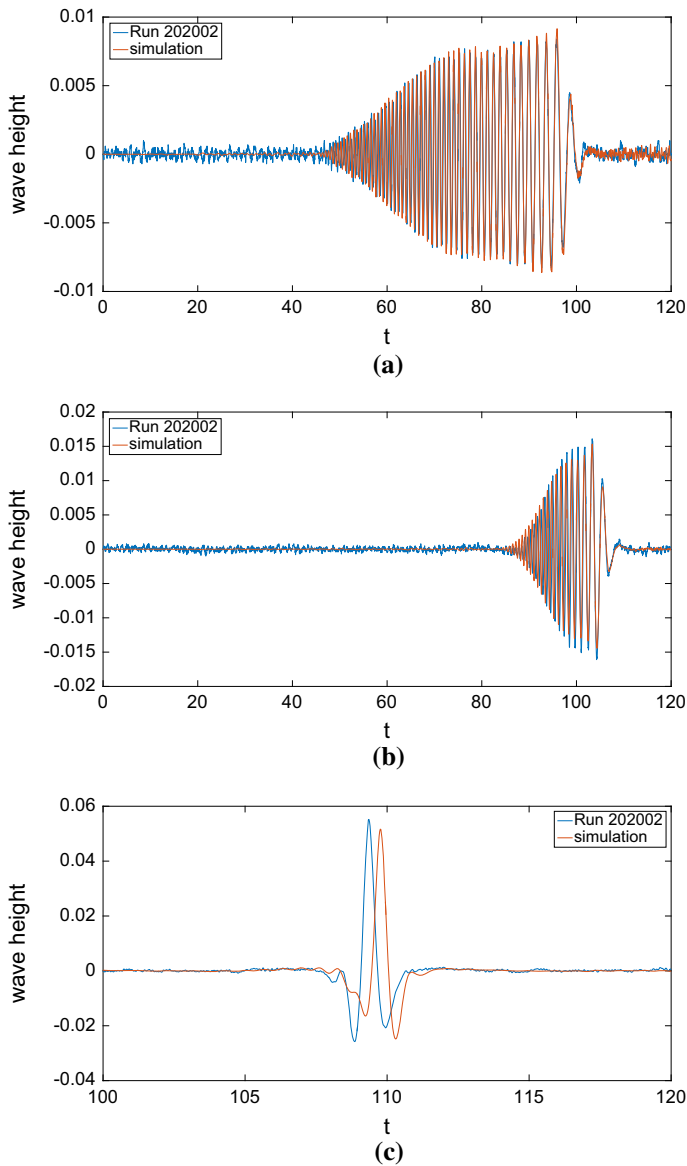 0.01
0.005
0
-0.005
-0.01
wave height
Run 202002
simulation
0 20 40 60 80 100 120
t
(a)
0.02
0.015
0.01
0.005
0
-0.005
-0.01
-0.015
-0.02
wave height
Run 202002
simulation
0 20 40 60 80 100 120
t
(b)
0.06
0.04
0.02
0
-0.02
-0.04
wave height
Run 202002
simulation
100 105 110 115 120
t
(c)